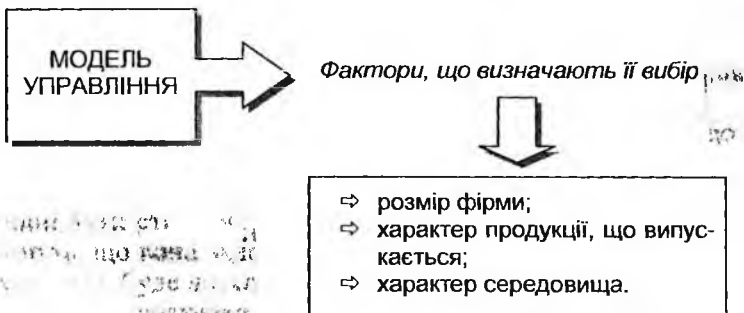 МОДЕЛЬ
УПРАВЛІННЯ
Фактори, що визначають її вибір
⇨ розмір фірми;
⇨ характер продукції, що випус-
кається;
⇨ характер середовища.